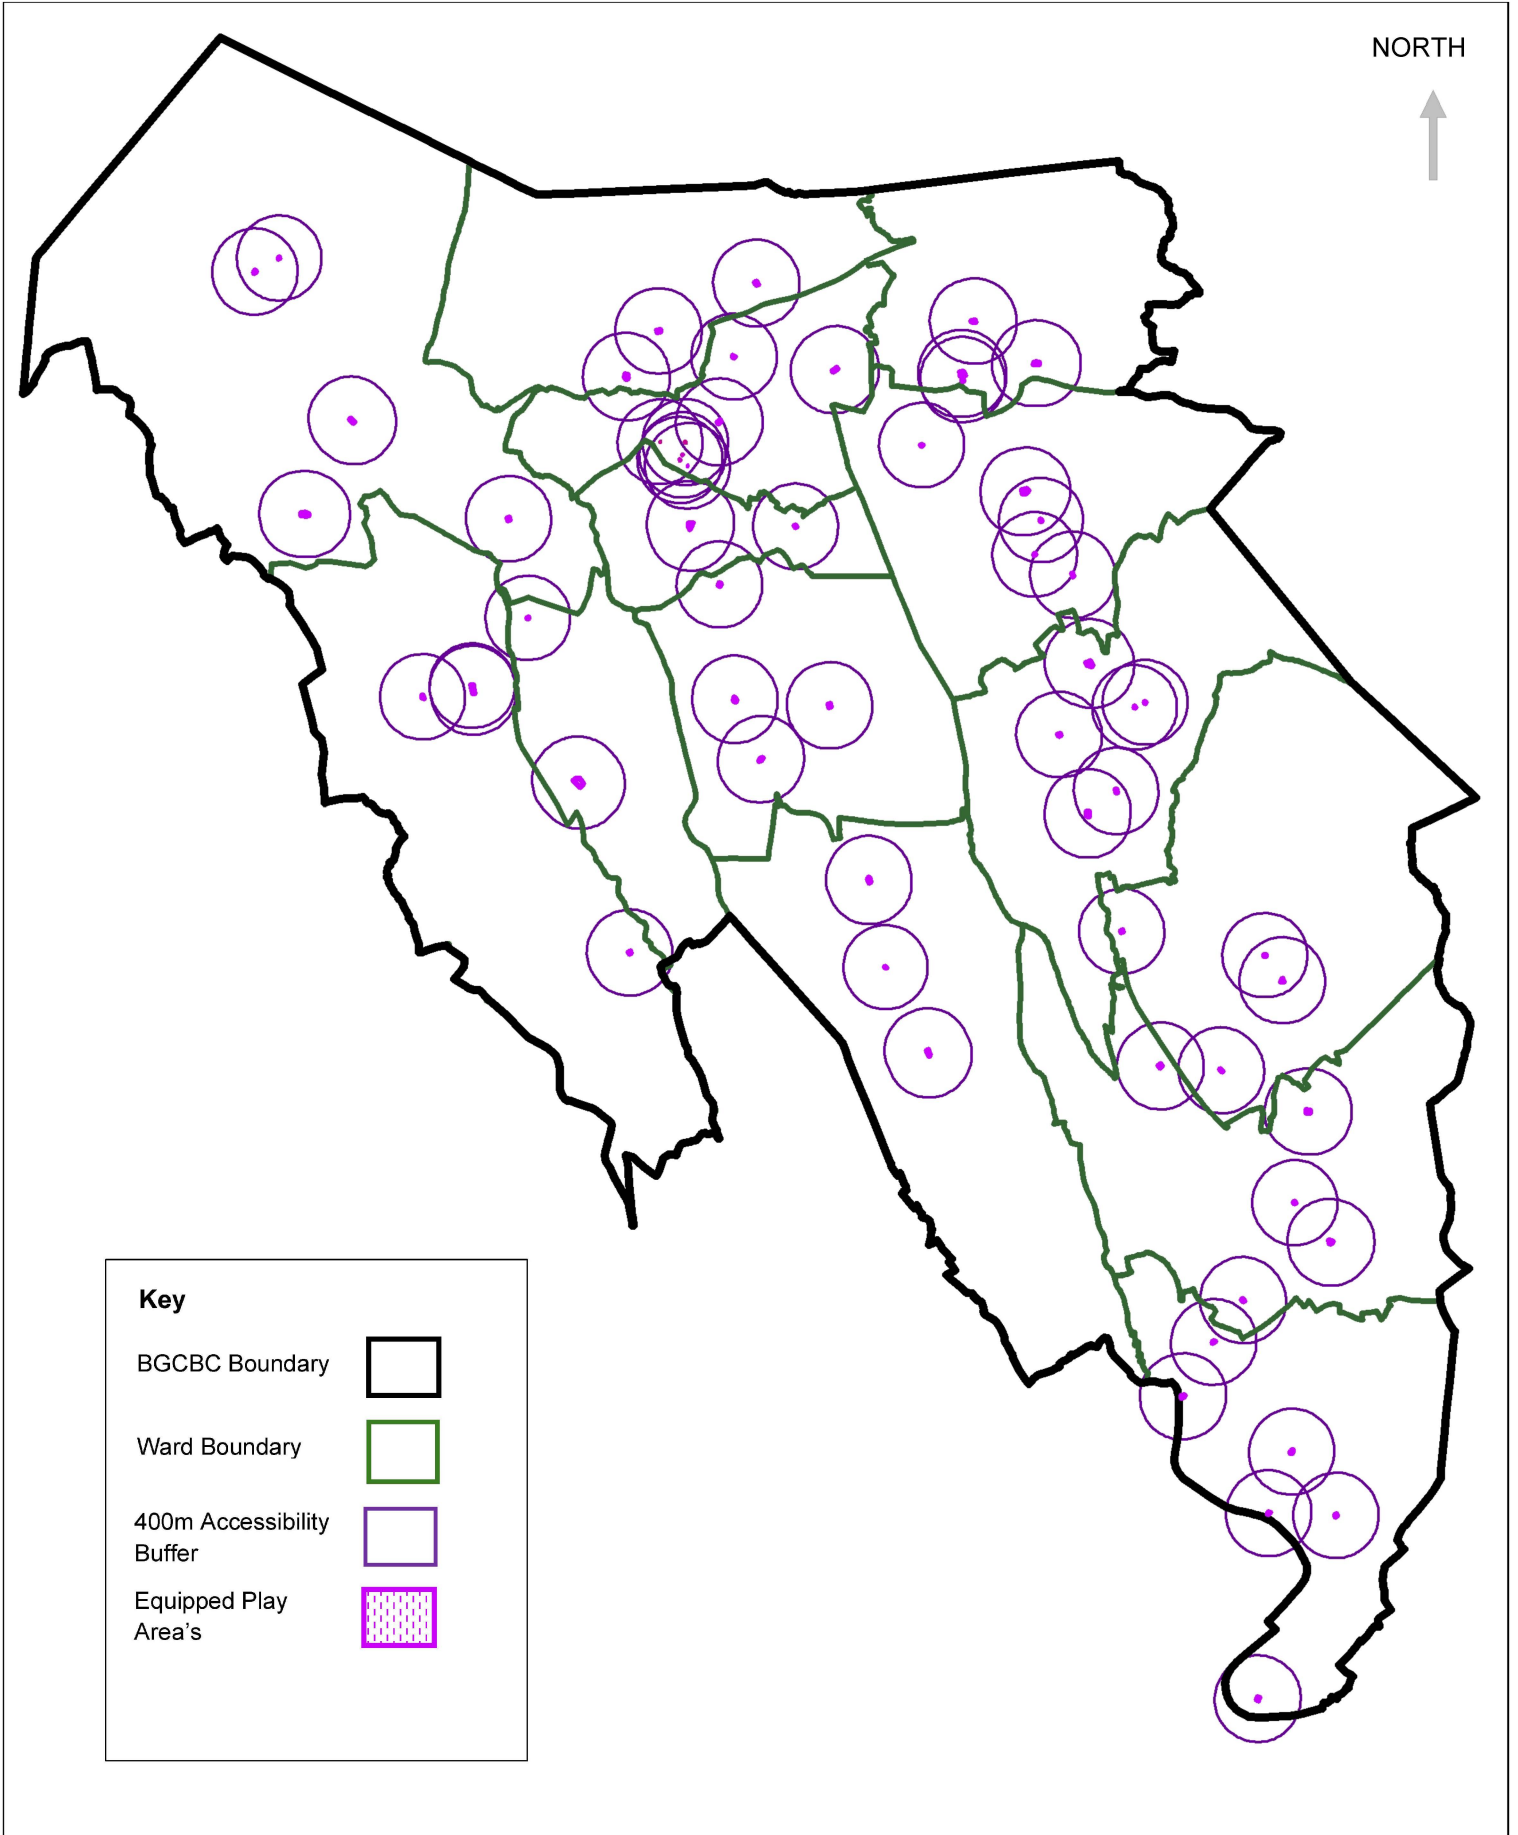 NORTH
Key
BGCBC Boundary
Ward Boundary
400m Accessibility
Buffer
Equipped Play
Area's